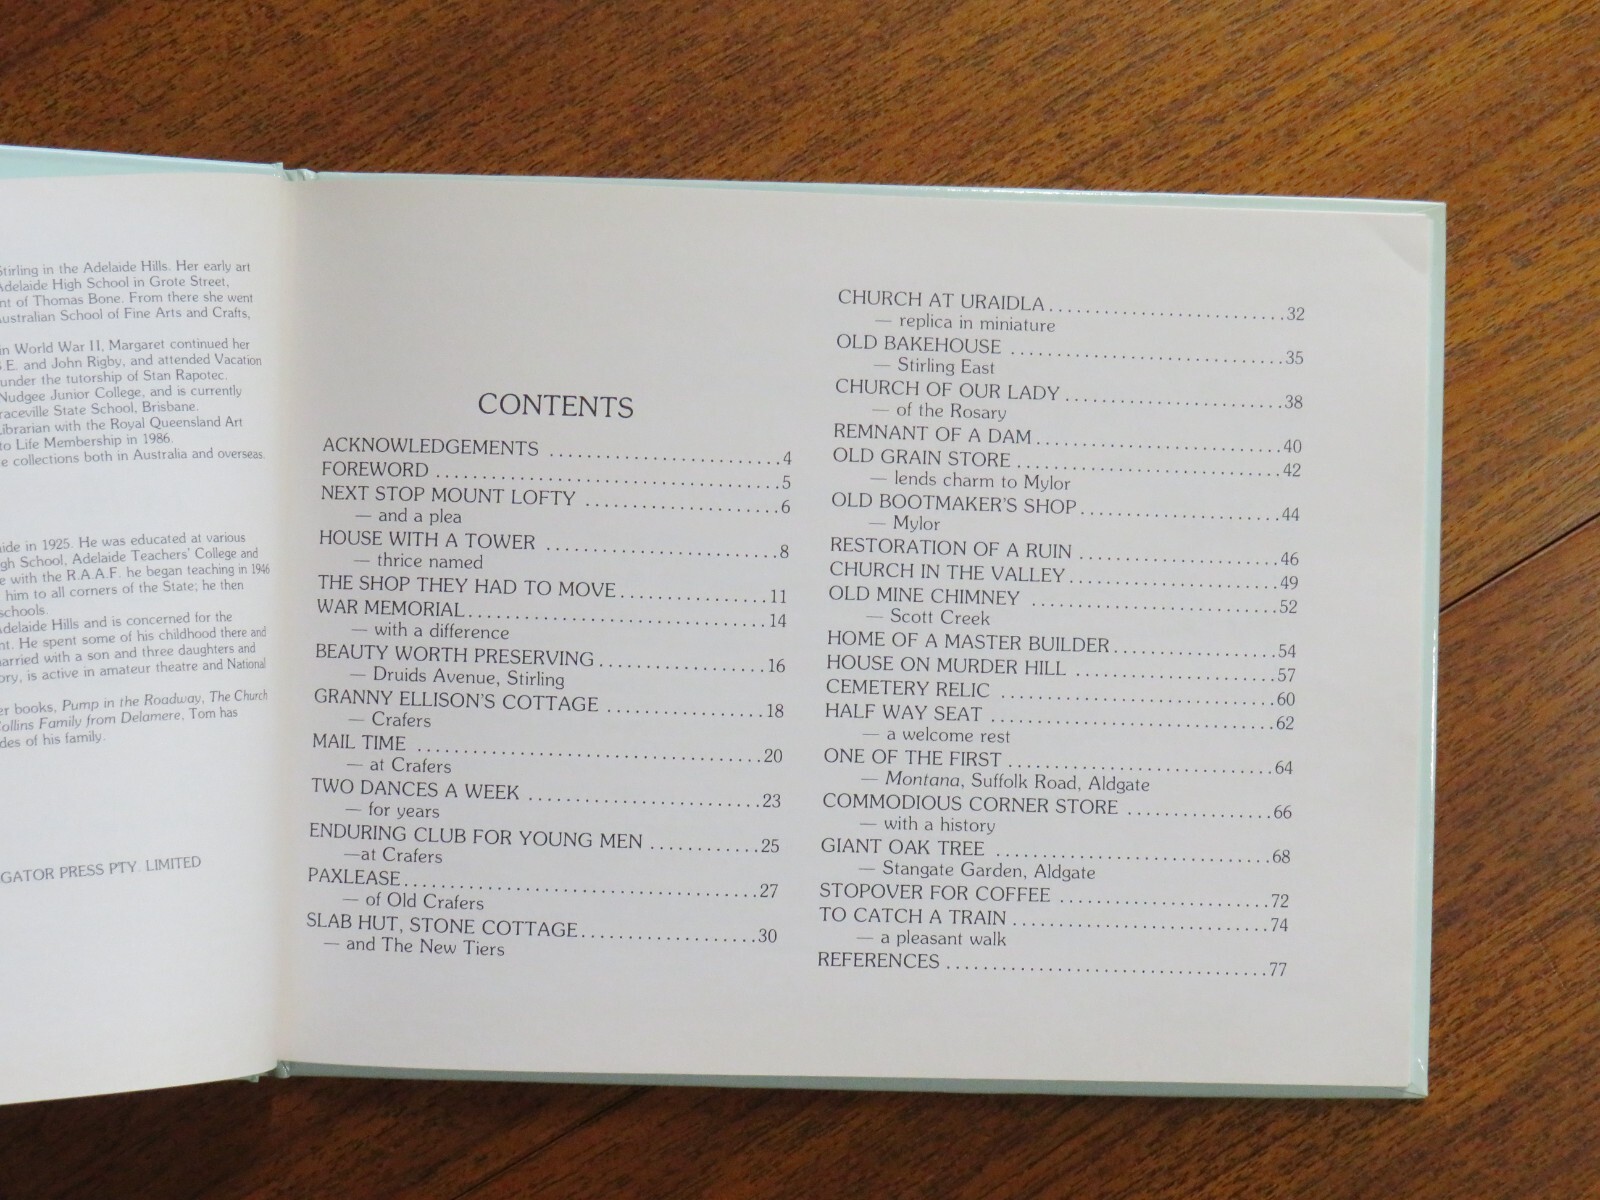 Stirling in the Adelaide Hills. Her early art
Adelaide High School in Grote Street,
nt of Thomas Bone. From there she went
Australian School of Fine Arts and Crafts,
in World War II, Margaret continued her
E. and John Rigby, and attended Vacation
under the tutorship of Stan Rapotec.
Nudgee Junior College, and is currently
raceville State School, Brisbane.
Librarian with the Royal Queensland Art
to Life Membership in 1986.
e collections both in Australia and overseas.
ide in 1925. He was educated at various
gh School, Adelaide Teachers' College and
e with the R.A.A.F. he began teaching in 1946
him to all corners of the State; he then
schools.
Adelaide Hills and is concerned for the
nt. He spent some of his childhood there and
arried with a son and three daughters and
ory, is active in amateur theatre and National
er books, Pump in the Roadway, The Church
Collins Family from Delamere, Tom has
des of his family.
GATOR PRESS PTY. LIMITED
CONTENTS
ACKNOWLEDGEMENTS ........................4
FOREWORD ....................................5
NEXT STOP MOUNT LOFTY .....................6
— and a plea
HOUSE WITH A TOWER .........................8
— thrice named
THE SHOP THEY HAD TO MOVE................11
WAR MEMORIAL................................14
— with a difference
BEAUTY WORTH PRESERVING..................16
— Druids Avenue, Stirling
GRANNY ELLISON'S COTTAGE .................18
— Crafers
MAIL TIME .....................................20
— at Crafers
TWO DANCES A WEEK .........................23
— for years
ENDURING CLUB FOR YOUNG MEN ............25
—at Crafers
PAXLEASE......................................27
— of Old Crafers
SLAB HUT, STONE COTTAGE...................30
— and The New Tiers
CHURCH AT URAIDLA..........................32
— replica in miniature
OLD BAKEHOUSE ..............................35
— Stirling East
CHURCH OF OUR LADY........................38
— of the Rosary
REMNANT OF A DAM...........................40
OLD GRAIN STORE .............................42
— lends charm to Mylor
OLD BOOTMAKER'S SHOP......................44
— Mylor
RESTORATION OF A RUIN ......................46
CHURCH IN THE VALLEY.......................49
OLD MINE CHIMNEY ...........................52
— Scott Creek
HOME OF A MASTER BUILDER..................54
HOUSE ON MURDER HILL ......................57
CEMETERY RELIC ..............................60
HALF WAY SEAT ...............................62
— a welcome rest
ONE OF THE FIRST .............................64
— Montana, Suffolk Road, Aldgate
COMMODIOUS CORNER STORE ................66
— with a history
GIANT OAK TREE ..............................68
— Stangate Garden, Aldgate
STOPOVER FOR COFFEE ........................72
TO CATCH A TRAIN ............................74
— a pleasant walk
REFERENCES ...................................77